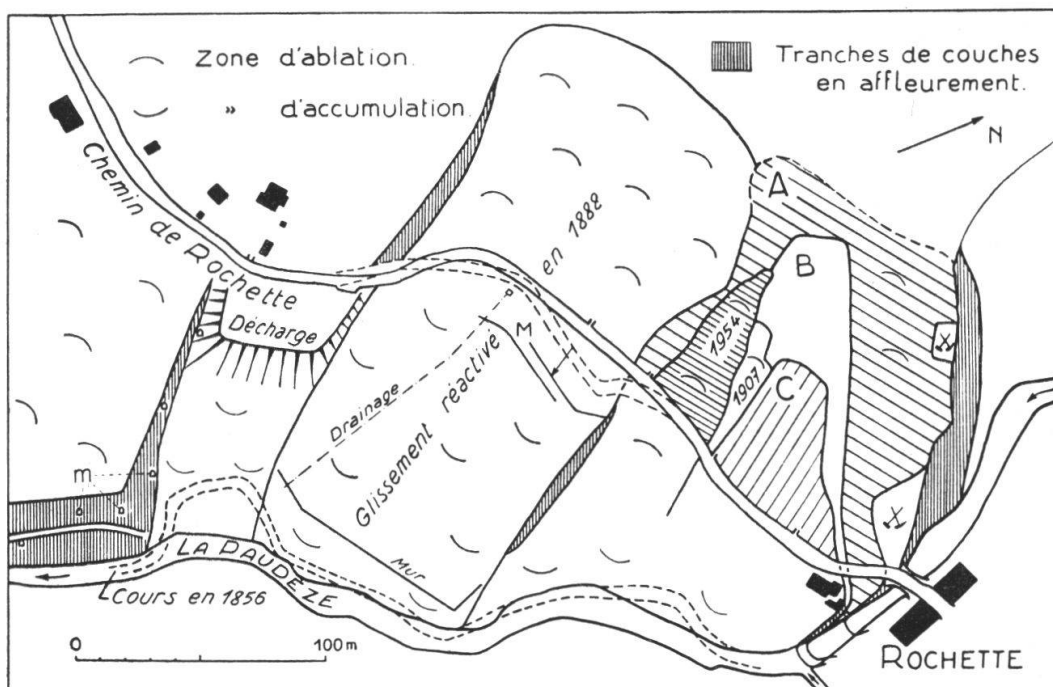 Zone d'ablation.
» d'accumulation.
Tranches de couches
en affleurement.
N
Chemin de Rochette
Décharge
Drainage
Glissement réactivé
en 1888
M
A
B
C
1954
1907
m
Mur
LA PAUDÈZE
Cours en 1856
0 100 m
ROCHETTE